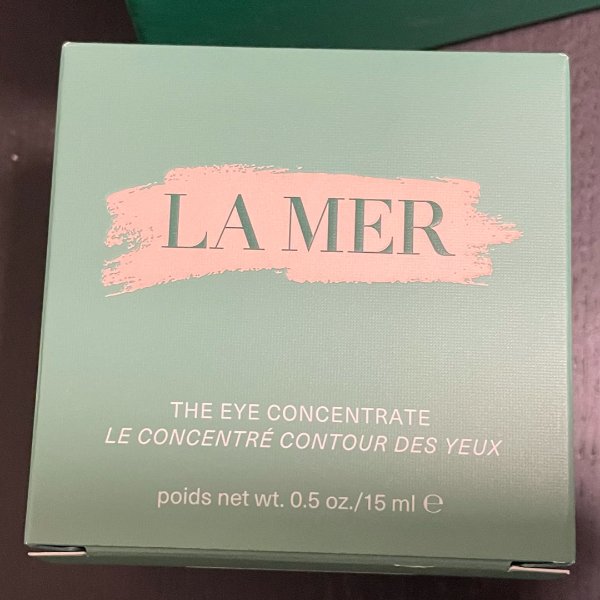 LA MER
THE EYE CONCENTRATE
LE CONCENTRÉ CONTOUR DES YEUX
poids net wt. 0.5 oz./15 ml ℮